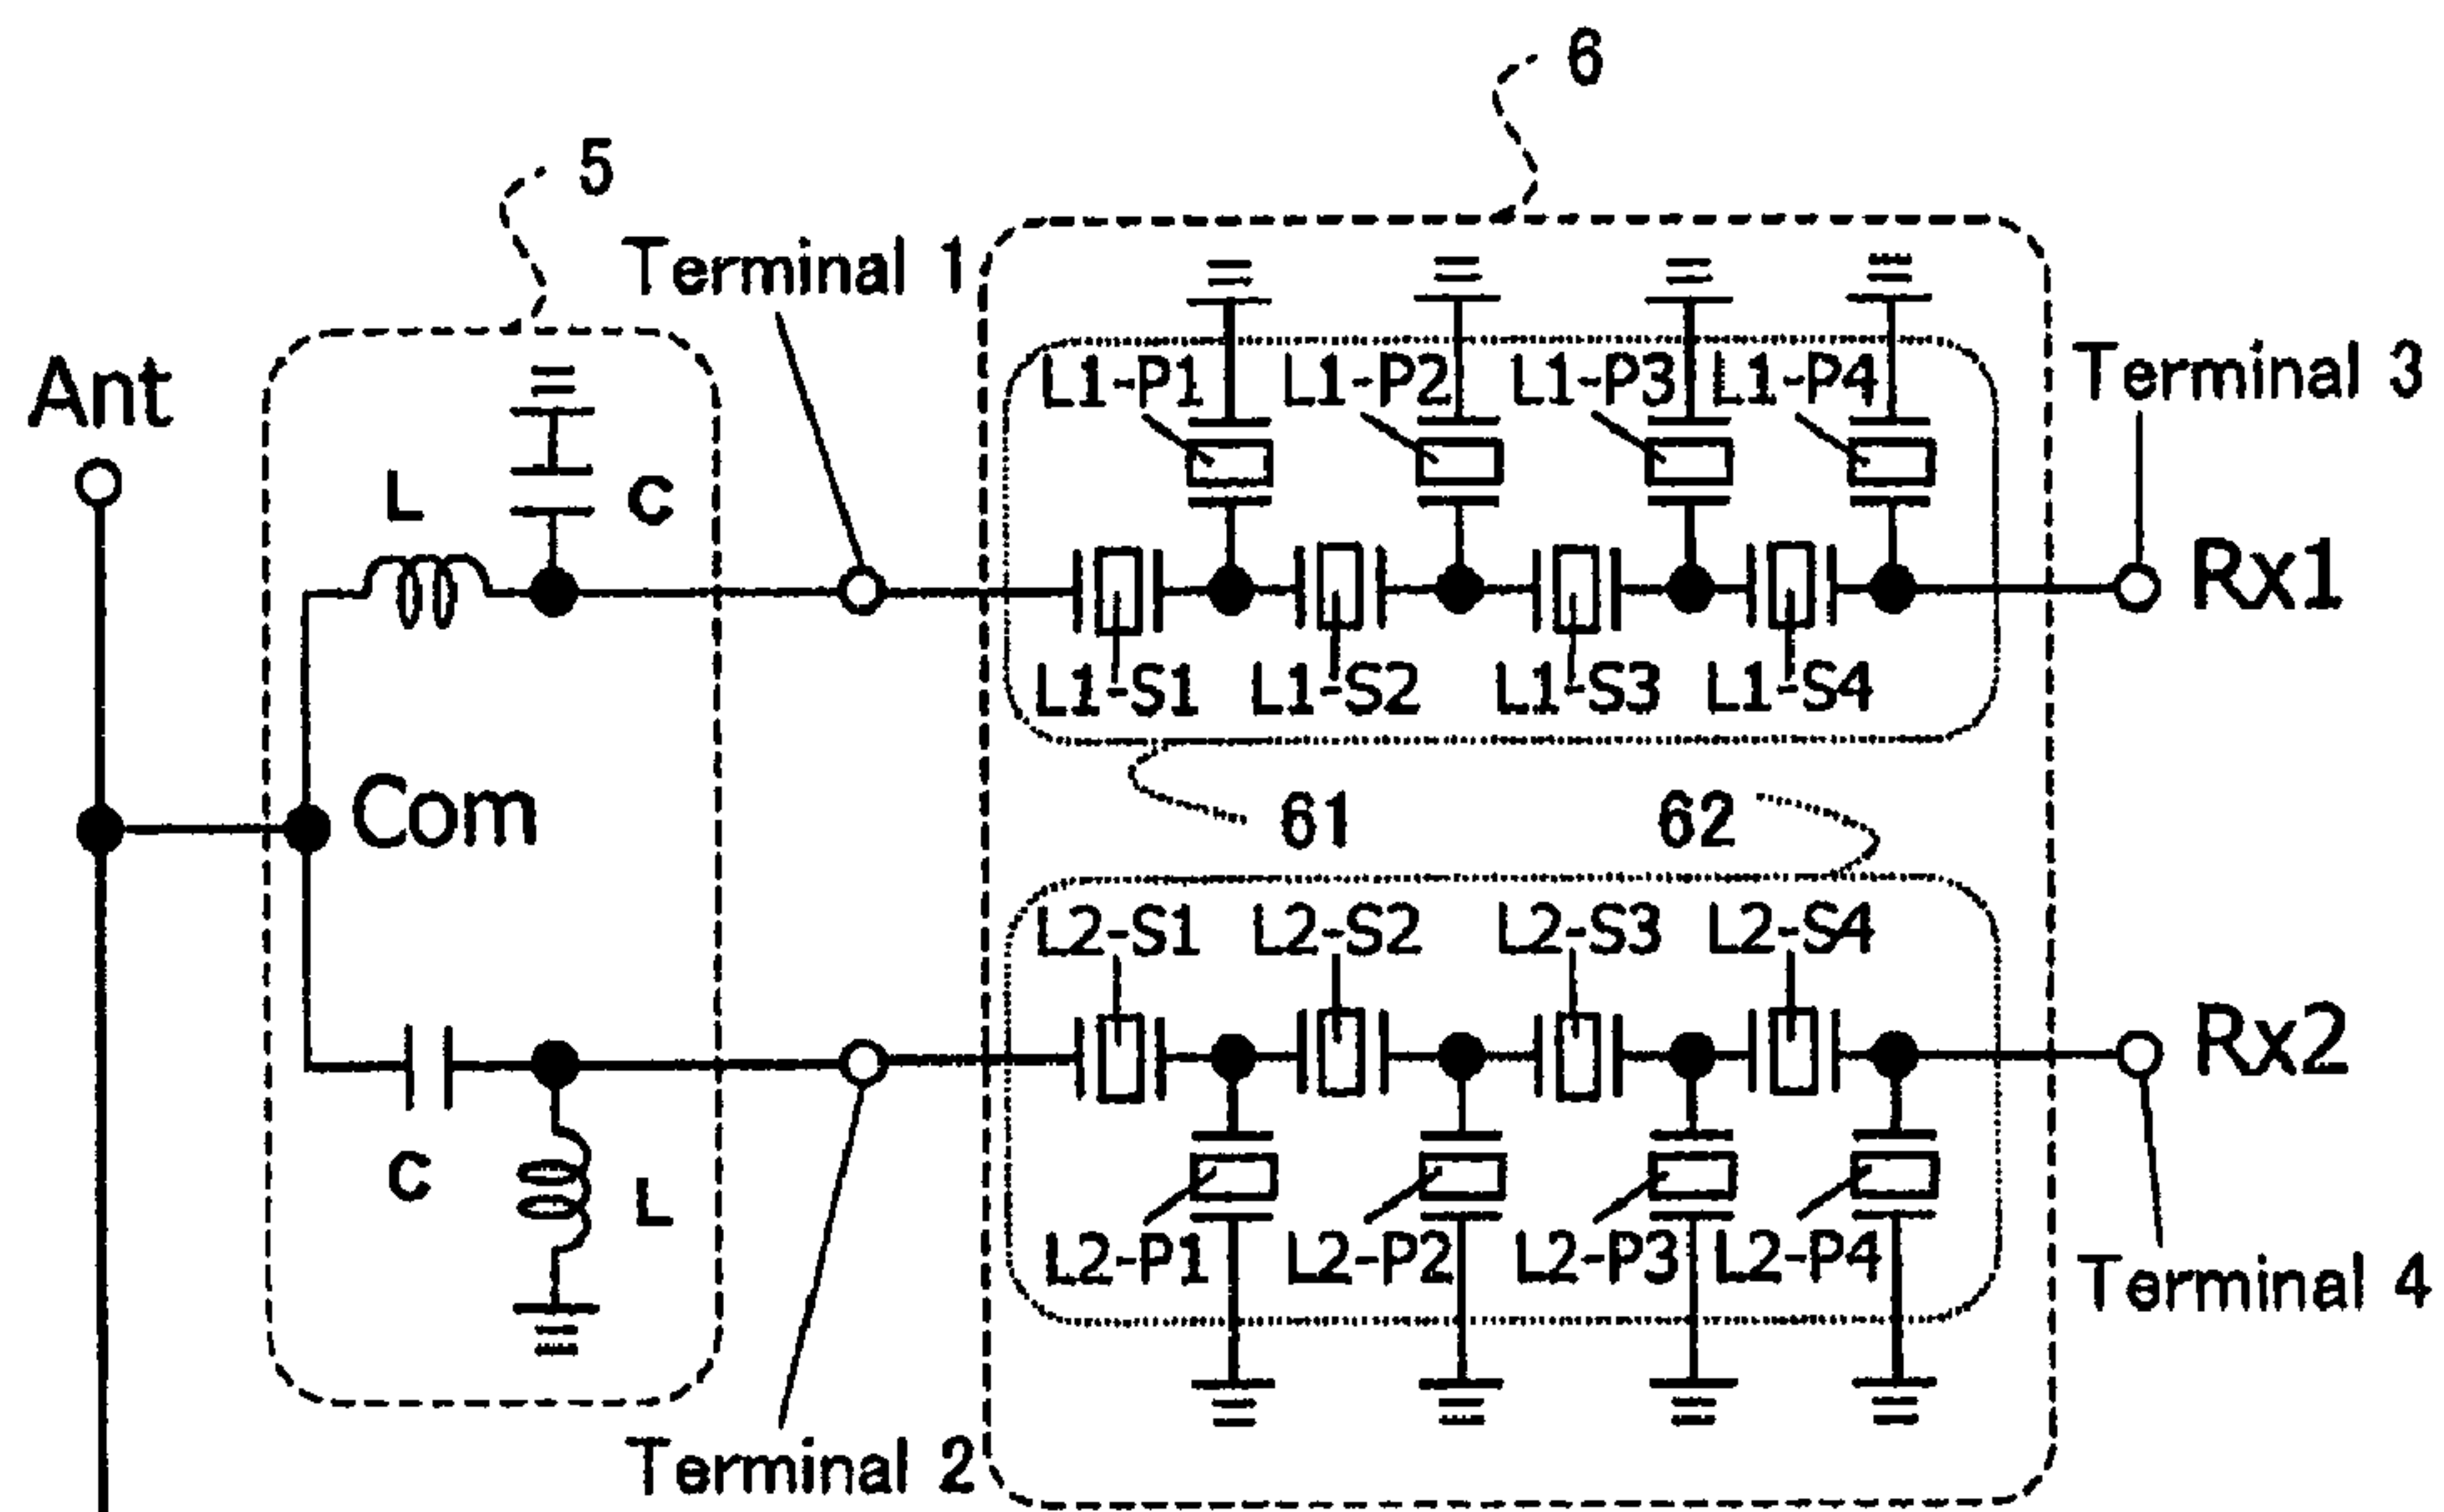 6
5
Terminal 1
Ant
L1-P1 L1-P2 L1-P3 L1-P4
Terminal 3
L
C
Rx1
L1-S1 L1-S2 L1-S3 L1-S4
Com
61
62
L2-S1 L2-S2 L2-S3 L2-S4
Rx2
C
L
L2-P1 L2-P2 L2-P3 L2-P4
Terminal 4
Terminal 2